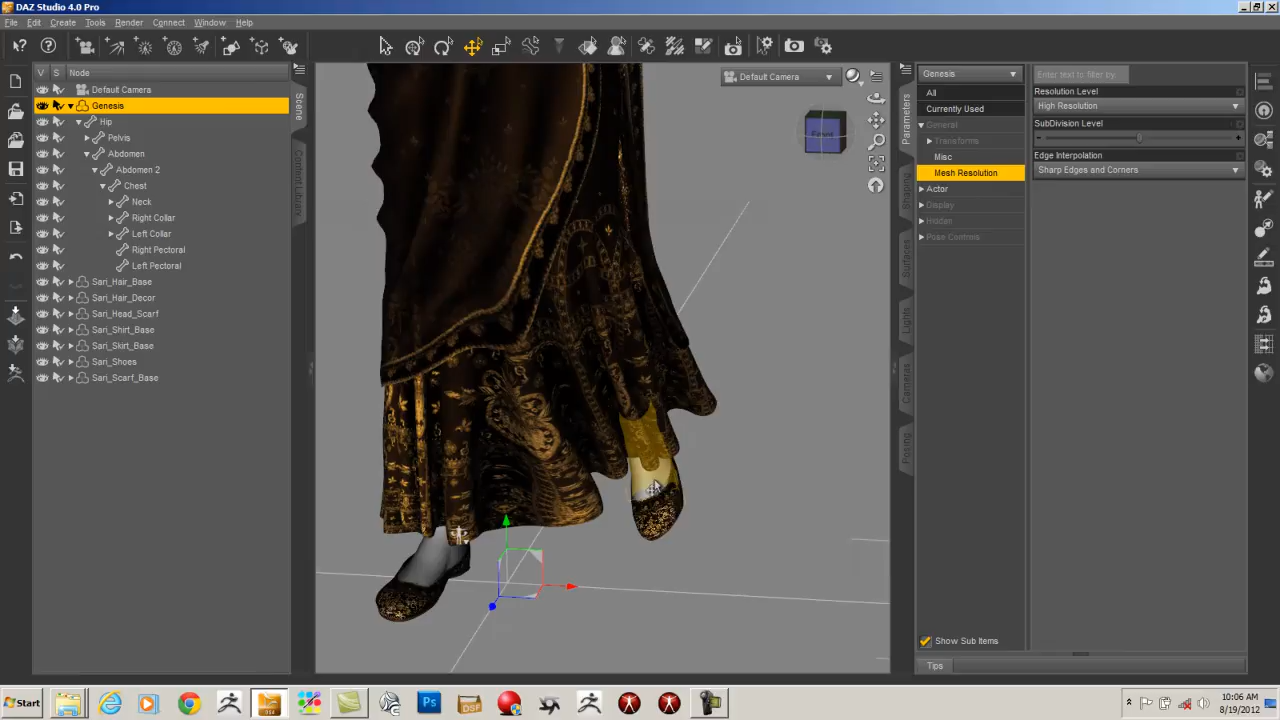 DAZ Studio 4.0 Pro
File Edit Create Tools Render Connect Window Help
V S Node
Default Camera
Genesis
Hip
Pelvis
Abdomen
Abdomen 2
Chest
Neck
Right Collar
Left Collar
Right Pectoral
Left Pectoral
Sari_Hair_Base
Sari_Hair_Decor
Sari_Head_Scarf
Sari_Shirt_Base
Sari_Skirt_Base
Sari_Shoes
Sari_Scarf_Base
Scene
Content Library
Default Camera
Front
Parameters
Shaping
Surfaces
Lights
Cameras
Posing
Genesis
All
Currently Used
General
Transforms
Misc
Mesh Resolution
Actor
Display
Hidden
Pose Controls
Show Sub Items
Tips
Enter text to filter by
Resolution Level
High Resolution
SubDivision Level
Edge Interpolation
Sharp Edges and Corners
Start
Ps
DSF
10:06 AM
8/19/2012